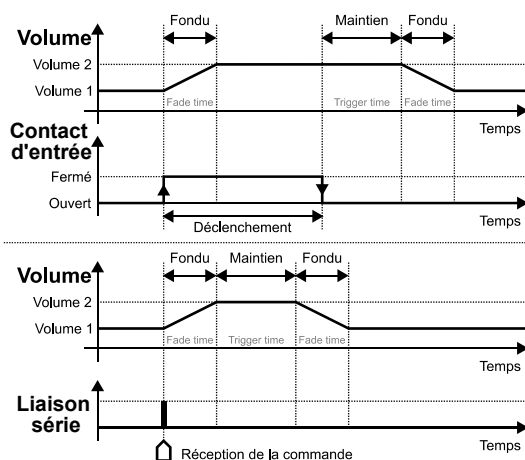 Fondu Maintien Fondu
Volume
Volume 2
Volume 1
Fade time Trigger time Fade time
Temps
Contact
d'entrée
Fermé
Ouvert
Temps
Déclenchement
Fondu Maintien Fondu
Volume
Volume 2
Volume 1
Fade time Trigger time Fade time
Temps
Liaison
série
Temps
Réception de la commande